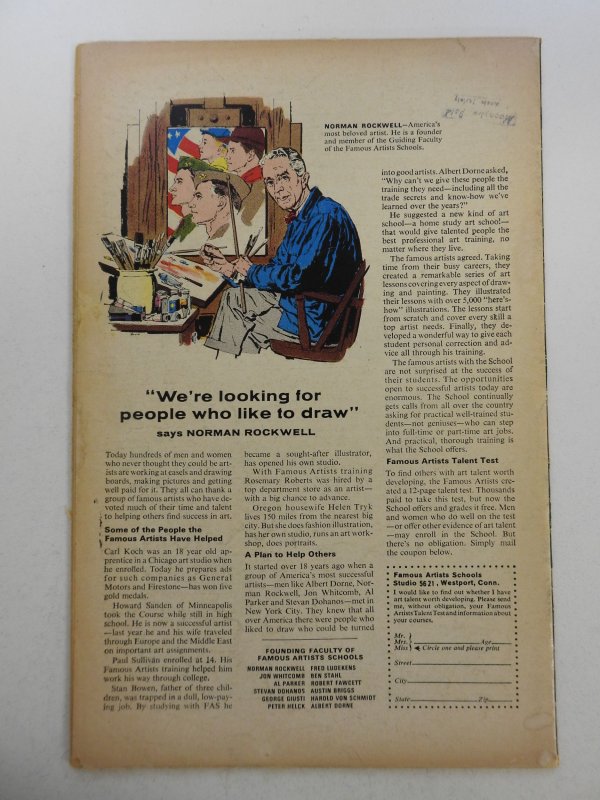 NORMAN ROCKWELL—America's
most beloved artist. He is a founder
and member of the Guiding Faculty
of the Famous Artists Schools.
"We're looking for
people who like to draw"
says NORMAN ROCKWELL
Today hundreds of men and women
who never thought they could be art-
ists are working at easels and drawing
boards, making pictures and getting
well paid for it. They all can thank a
group of famous artists who have de-
voted much of their time and talent
to helping others find success in art.
Some of the People the
Famous Artists Have Helped
Carl Koch was an 18 year old ap-
prentice in a Chicago art studio when
he enrolled. Today he prepares ads
for such companies as General
Motors and Firestone—has won five
gold medals.
Howard Sanden of Minneapolis
took the Course while still in high
school. He is now a successful artist
—last year he and his wife traveled
through Europe and the Middle East
on important art assignments.
Paul Sullivan enrolled at 14. His
Famous Artists training helped him
work his way through college.
Stan Bowen, father of three chil-
dren, was trapped in a dull, low-pay-
ing job. By studying with FAS he
became a sought-after illustrator,
has opened his own studio.
With Famous Artists training
Rosemary Roberts was hired by a
top department store as an artist—
with a big chance to advance.
Oregon housewife Helen Tryk
lives 150 miles from the nearest big
city. But she does fashion illustration,
has her own studio, runs an art work-
shop, does portraits.
A Plan to Help Others
It started over 18 years ago when a
group of America's most successful
artists—men like Albert Dorne, Nor-
man Rockwell, Jon Whitcomb, Al
Parker and Stevan Dohanos—met in
New York City. They knew that all
over America there were people who
liked to draw who could be turned
FOUNDING FACULTY OF
FAMOUS ARTISTS SCHOOLS
NORMAN ROCKWELL FRED LUDEKENS
JON WHITCOMB BEN STAHL
AL PARKER ROBERT FAWCETT
STEVAN DOHANOS AUSTIN BRIGGS
GEORGE GIUSTI HAROLD VON SCHMIDT
PETER HELCK ALBERT DORNE
into good artists. Albert Dorne asked,
"Why can't we give these people the
training they need—including all the
trade secrets and know-how we've
learned over the years?"
He suggested a new kind of art
school—a home study art school—
that would give talented people the
best professional art training, no
matter where they live.
The famous artists agreed. Taking
time from their busy careers, they
created a remarkable series of art
lessons covering every aspect of draw-
ing and painting. They illustrated
their lessons with over 5,000 "here's-
how" illustrations. The lessons start
from scratch and cover every skill a
top artist needs. Finally, they de-
veloped a wonderful way to give each
student personal correction and ad-
vice all through his training.
The famous artists with the School
are not surprised at the success of
their students. The opportunities
open to successful artists today are
enormous. The School continually
gets calls from all over the country
asking for practical well-trained stu-
dents—not geniuses—who can step
into full-time or part-time art jobs.
And practical, thorough training is
what the School offers.
Famous Artists Talent Test
To find others with art talent worth
developing, the Famous Artists cre-
ated a 12-page talent test. Thousands
paid to take this test, but now the
School offers and grades it free. Men
and women who do well on the test
—or offer other evidence of art talent
—may enroll in the School. But
there's no obligation. Simply mail
the coupon below.
Famous Artists Schools
Studio 5621, Westport, Conn.
I would like to find out whether I have
art talent worth developing. Please send
me, without obligation, your Famous
Artists Talent Test and information about
your courses.
Mr.
Mrs. Age
Miss Circle one and please print
Street
City
State Zip